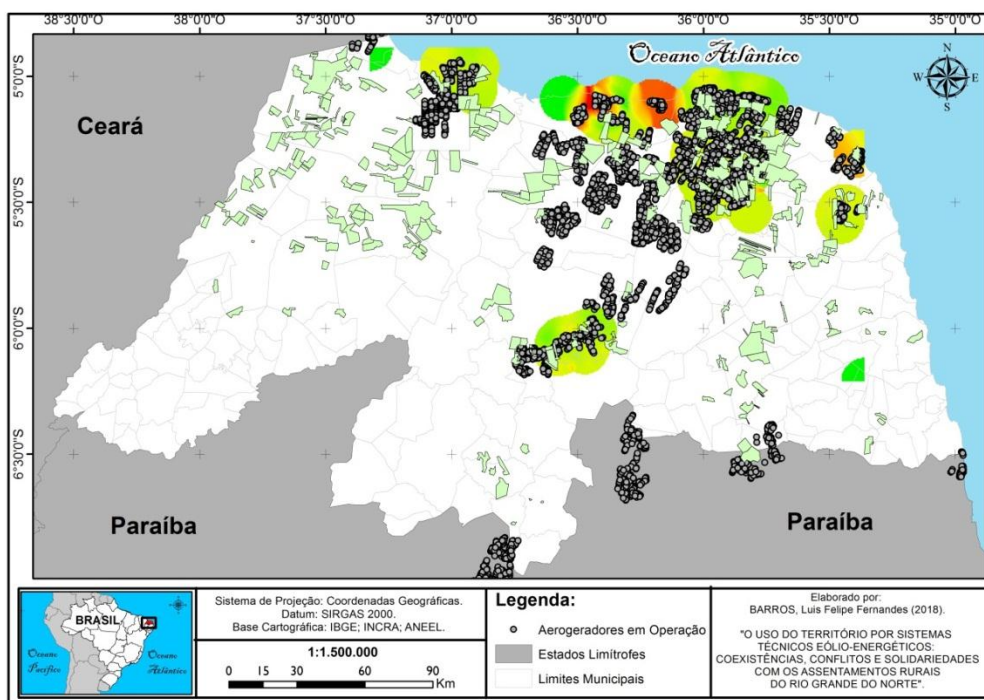 38°30'0"O
38°0'0"O
37°30'0"O
37°0'0"O
36°30'0"O
36°0'0"O
35°30'0"O
35°0'0"O
Oceano Atlântico
N
W E
S
5°0'0"S
Ceará
5°30'0"S
6°0'0"S
6°30'0"S
Paraíba
Paraíba
BRASIL
Oceano
Pacífico
Oceano
Atlântico
Sistema de Projeção: Coordenadas Geográficas.
Datum: SIRGAS 2000.
Base Cartográfica: IBGE; INCRA; ANEEL.
1:1.500.000
0 15 30 60 90
Km
Legenda:
Aerogeradores em Operação
Estados Limítrofes
Limites Municipais
Elaborado por:
BARROS, Luis Felipe Fernandes (2018).
"O USO DO TERRITÓRIO POR SISTEMAS
TÉCNICOS EÓLIO-ENERGÉTICOS:
COEXISTÊNCIAS, CONFLITOS E SOLIDARIEDADES
COM OS ASSENTAMENTOS RURAIS
DO RIO GRANDE DO NORTE".